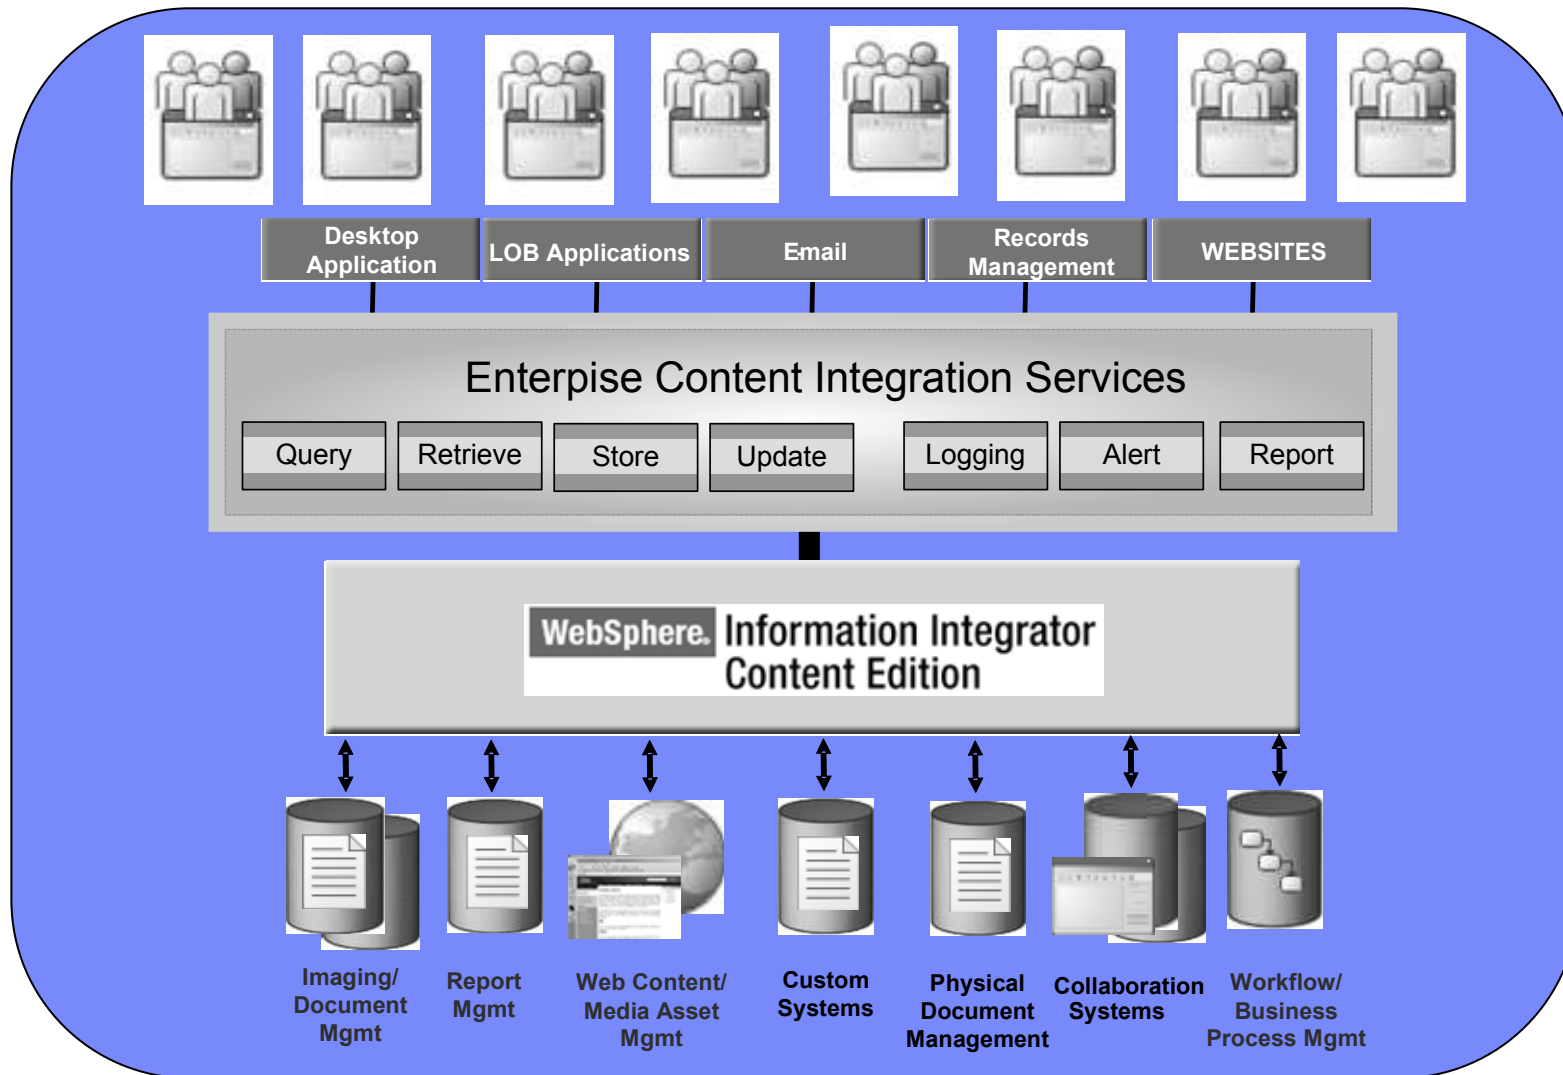 Desktop
Application
LOB Applications
Email
Records
Management
WEBSITES
Enterpise Content Integration Services
Query
Retrieve
Store
Update
Logging
Alert
Report
WebSphere. Information Integrator
Content Edition
Imaging/
Document
Mgmt
Report
Mgmt
Web Content/
Media Asset
Mgmt
Custom
Systems
Physical
Document
Management
Collaboration
Systems
Workflow/
Business
Process Mgmt